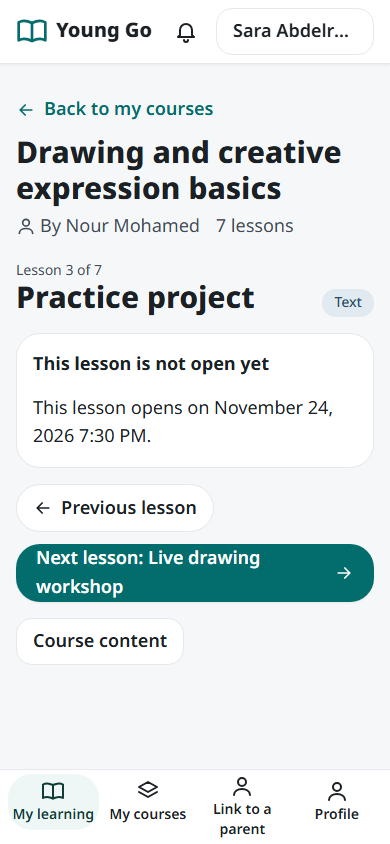 Young Go
Sara Abdelr...
Back to my courses
Drawing and creative
expression basics
By Nour Mohamed 7 lessons
Lesson 3 of 7
Practice project
Text
This lesson is not open yet
This lesson opens on November 24,
2026 7:30 PM.
Previous lesson
Next lesson: Live drawing
workshop
Course content
My learning
My courses
Link to a
parent
Profile